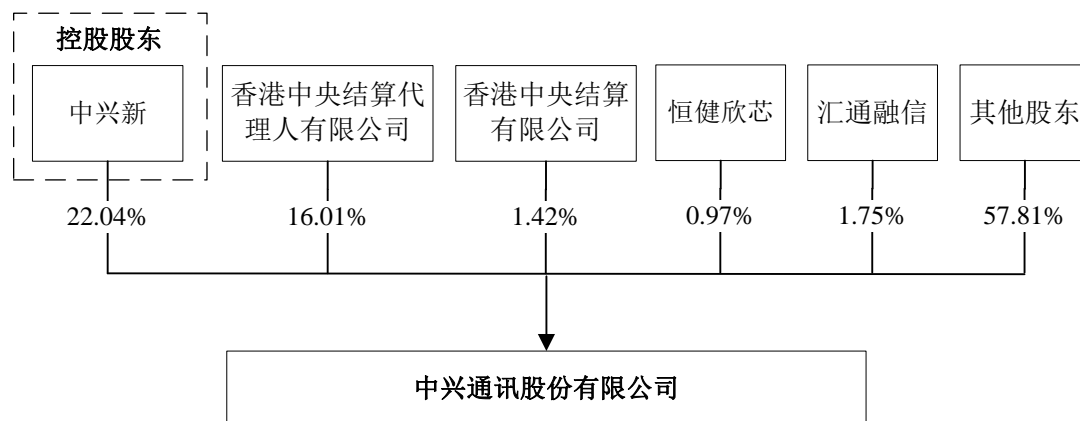 控股股东
中兴新
香港中央结算代
理人有限公司
香港中央结算
有限公司
恒健欣芯
汇通融信
其他股东
22.04%
16.01%
1.42%
0.97%
1.75%
57.81%
中兴通讯股份有限公司